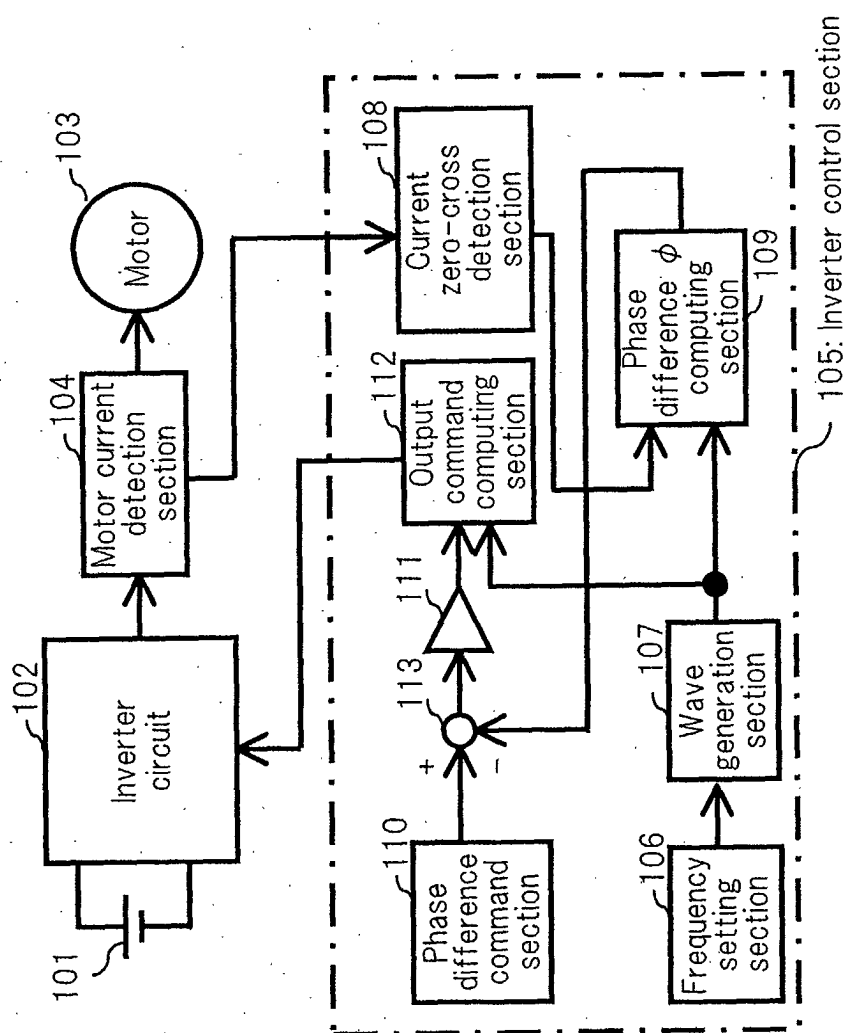 101
102
Inverter
circuit
104
Motor current
detection
section
103
Motor
110
Phase
difference
command
section
+
-
113
111
112
Output
command
computing
section
108
Current
zero-cross
detection
section
106
Frequency
setting
section
107
Wave
generation
section
Phase
difference ϕ
computing
section
109
105: Inverter control section